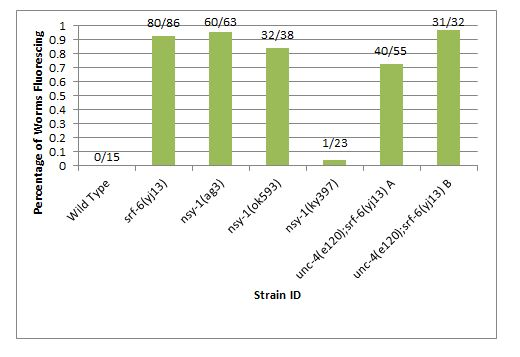 Percentage of Worms Fluorescing
1
0.9
0.8
0.7
0.6
0.5
0.4
0.3
0.2
0.1
0
0/15
80/86
60/63
32/38
1/23
40/55
31/32
Wild Type
srf-6(yj13)
nsy-1(ag3)
nsy-1(ok593)
nsy-1(ky397)
unc-4(e120);srf-6(yj13) A
unc-4(e120);srf-6(yj13) B
Strain ID